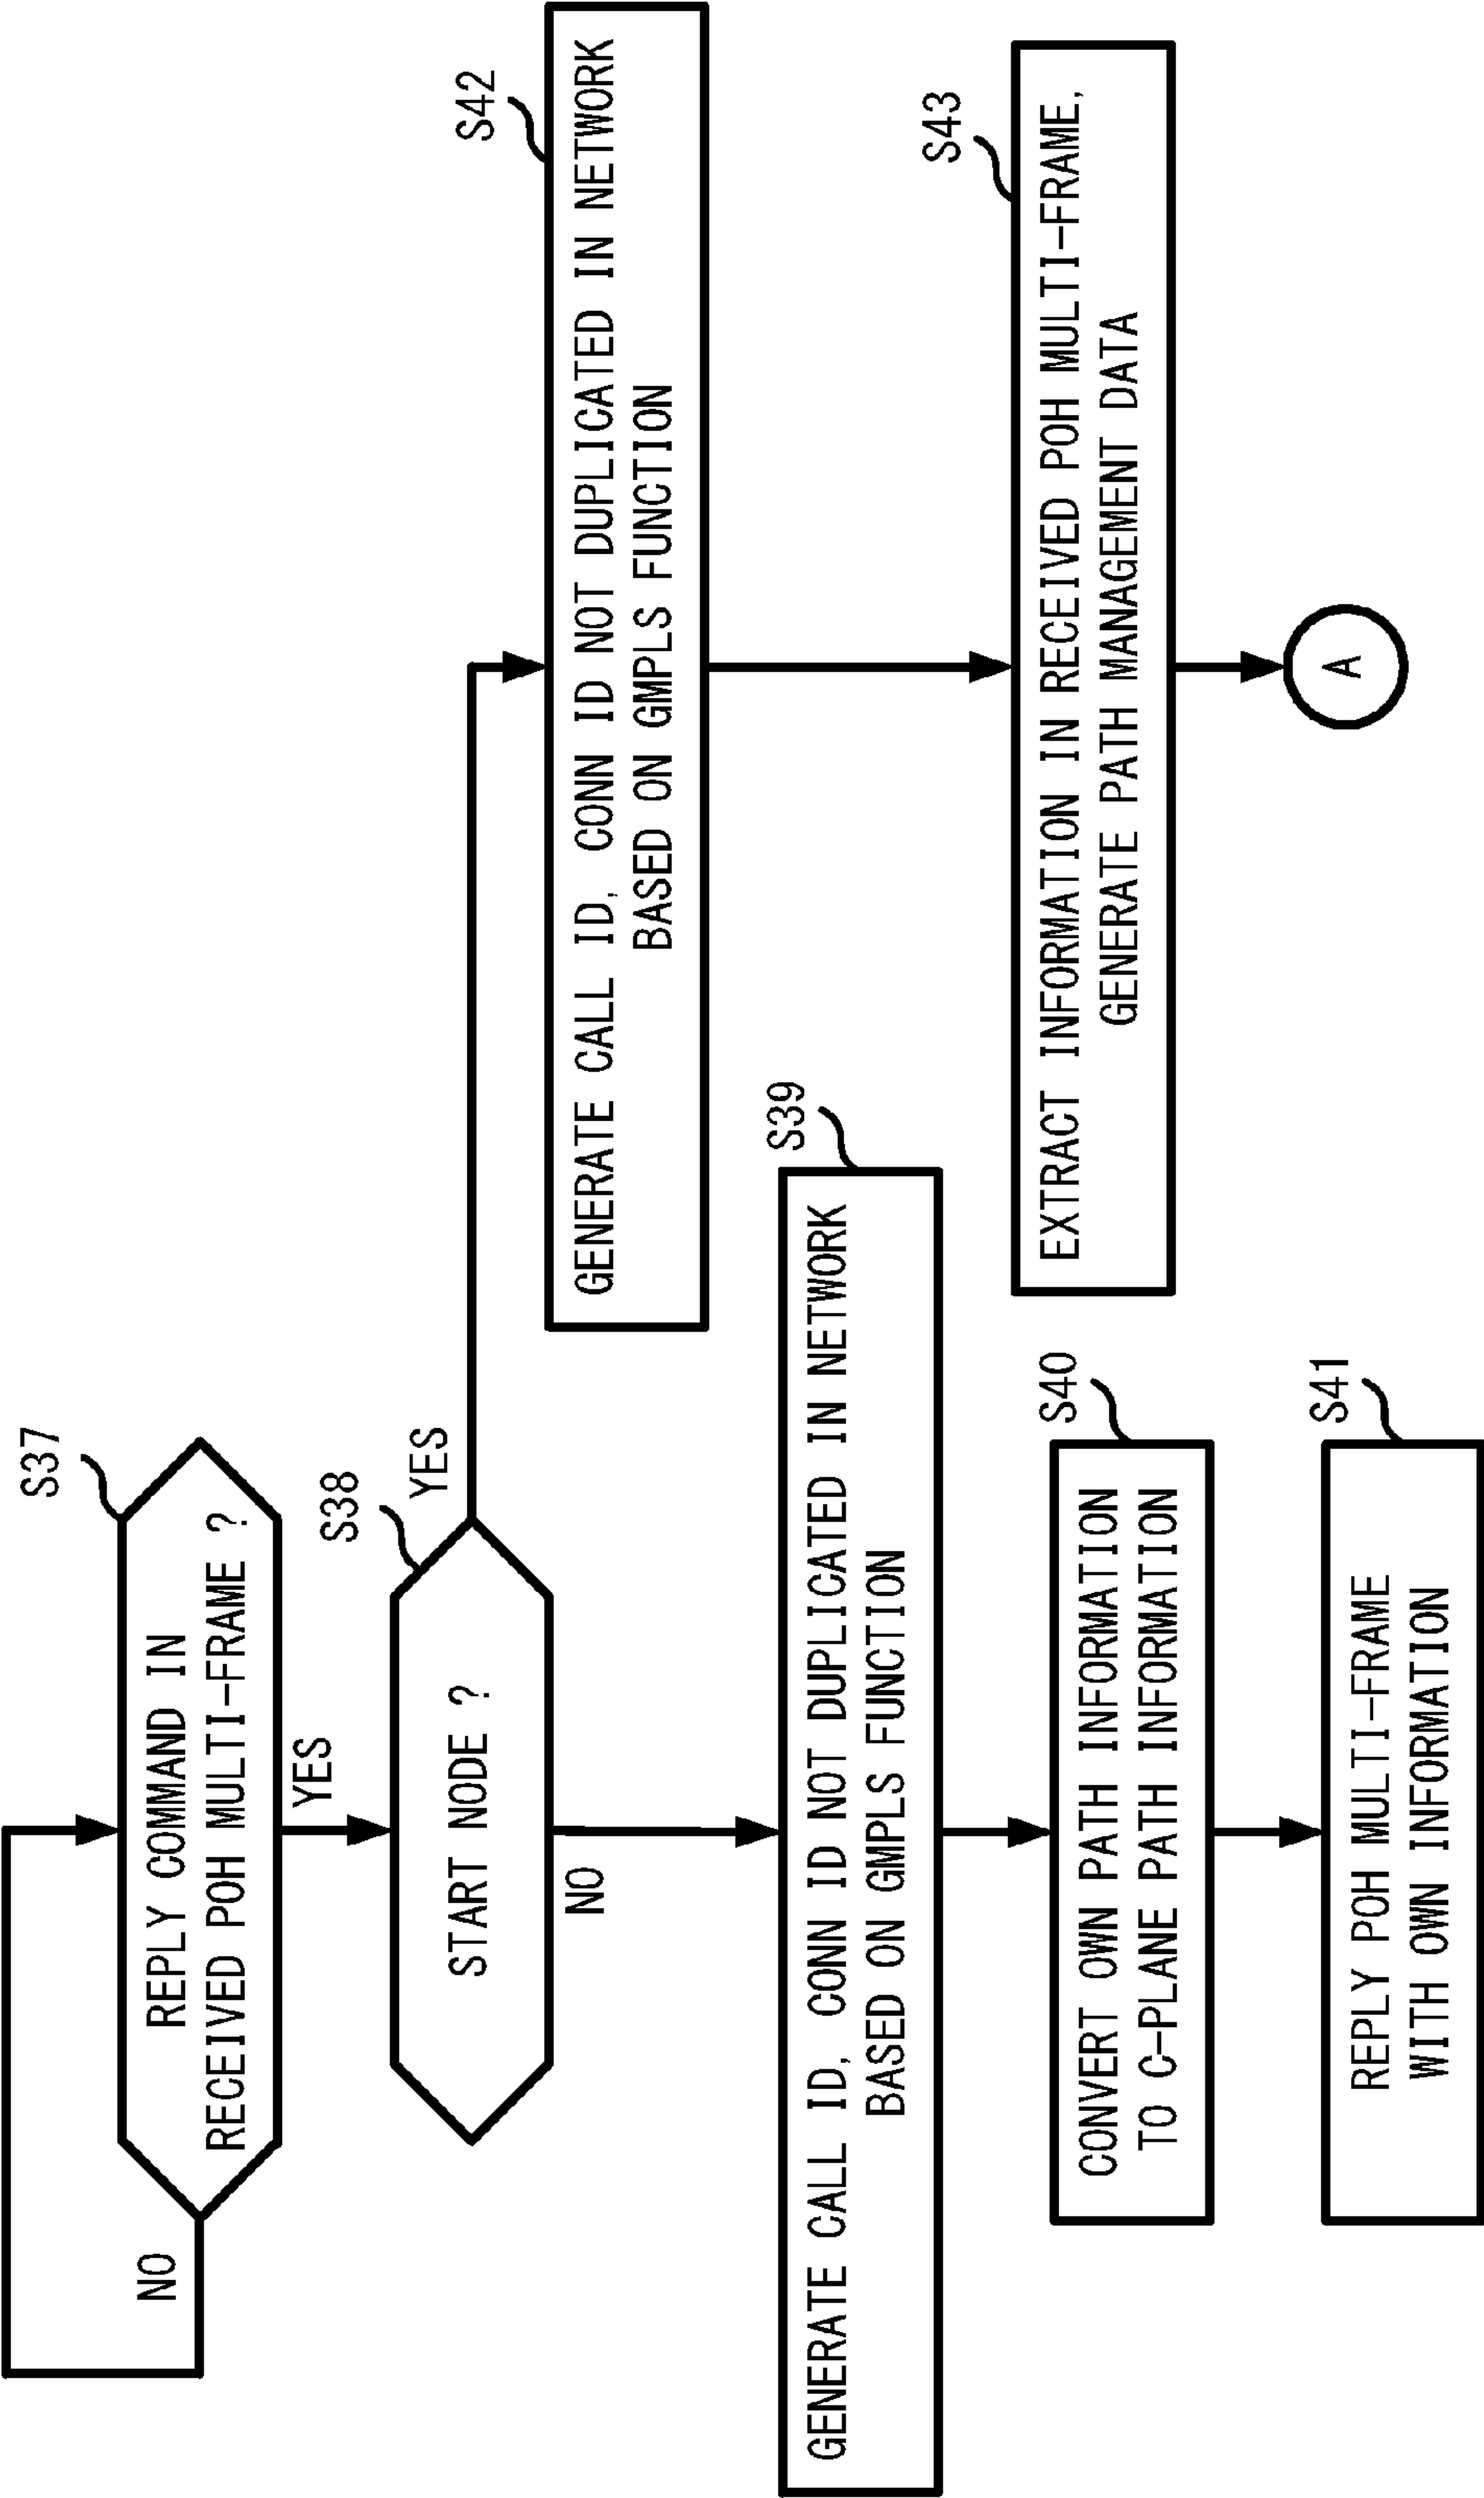 S37
REPLY COMMAND IN
RECEIVED POH MULTI-FRAME ?
NO
YES
S38
START NODE ?
YES
NO
S39
GENERATE CALL ID, CONN ID NOT DUPLICATED IN NETWORK
BASED ON GMPLS FUNCTION
S40
CONVERT OWN PATH INFORMATION
TO C-PLANE PATH INFORMATION
S41
REPLY POH MULTI-FRAME
WITH OWN INFORMATION
S42
GENERATE CALL ID, CONN ID NOT DUPLICATED IN NETWORK
BASED ON GMPLS FUNCTION
S43
EXTRACT INFORMATION IN RECEIVED POH MULTI-FRAME,
GENERATE PATH MANAGEMENT DATA
A